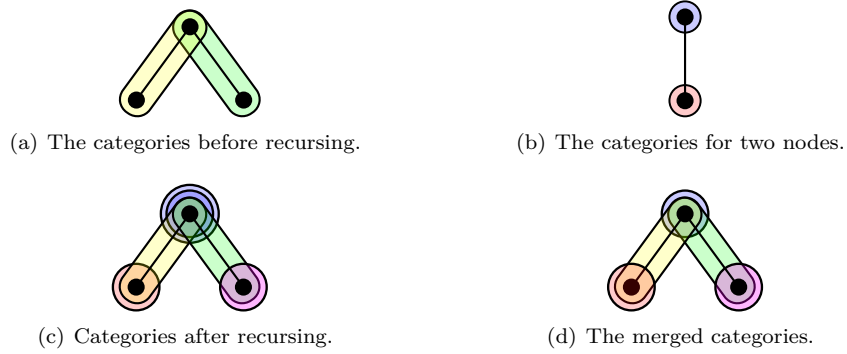 (a) The categories before recursing.
(b) The categories for two nodes.
(c) Categories after recursing.
(d) The merged categories.